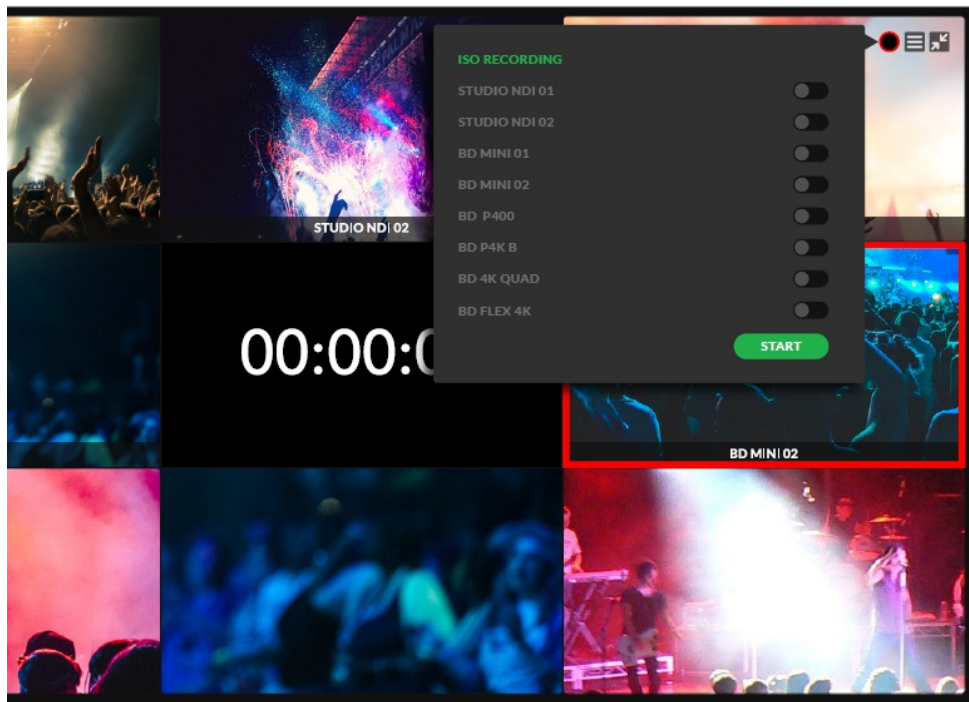 ISO RECORDING
STUDIO NDI 01
STUDIO NDI 02
BD MINI 01
BD MINI 02
BD P400
BD P4K B
BD 4K QUAD
BD FLEX 4K
START
STUDIO NDI 02
00:00:0
BD MINI 02